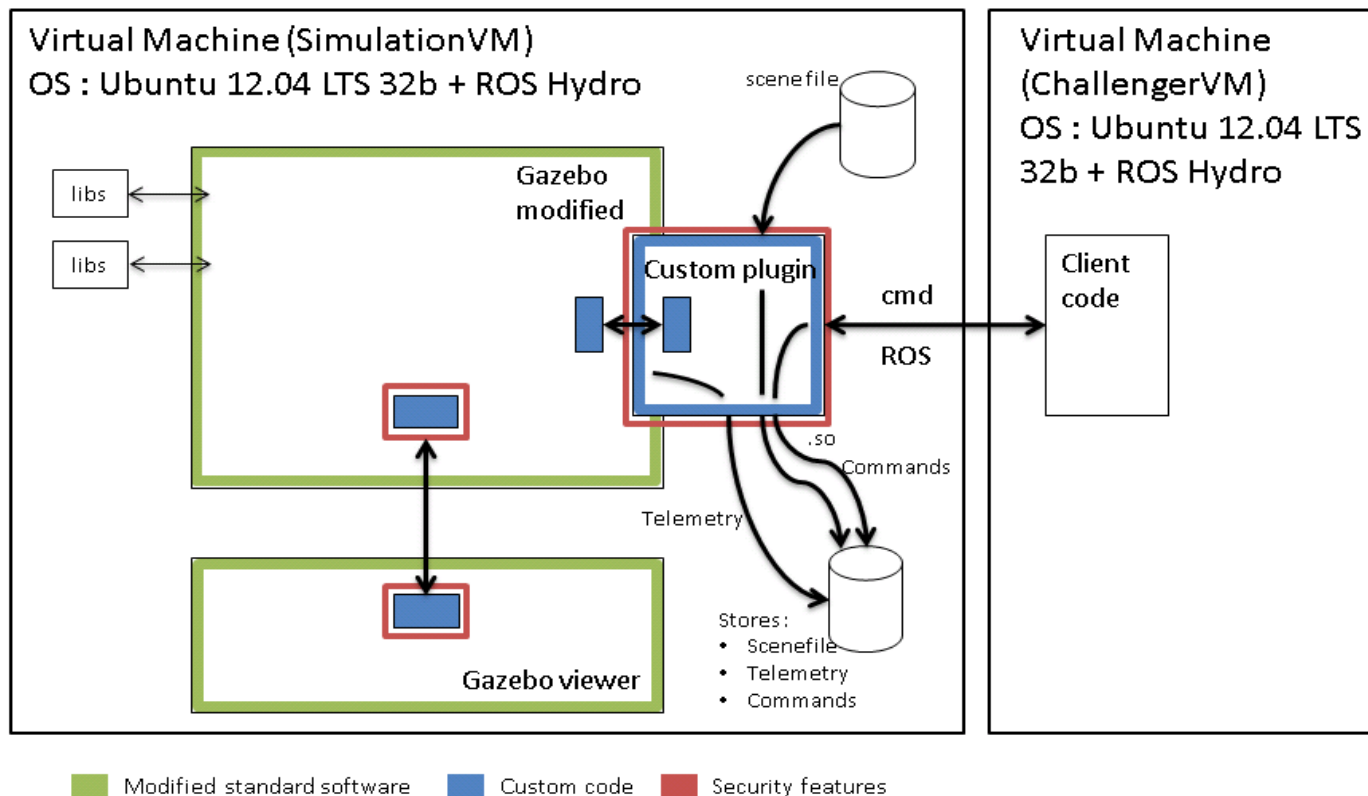 Virtual Machine (SimulationVM)
OS : Ubuntu 12.04 LTS 32b + ROS Hydro
scenefile
libs
libs
Gazebo
modified
Custom plugin
cmd
ROS
.so
Commands
Telemetry
Stores:
• Scenefile
• Telemetry
• Commands
Gazebo viewer
Virtual Machine
(ChallengerVM)
OS : Ubuntu 12.04 LTS
32b + ROS Hydro
Client
code
Modified standard software
Custom code
Security features